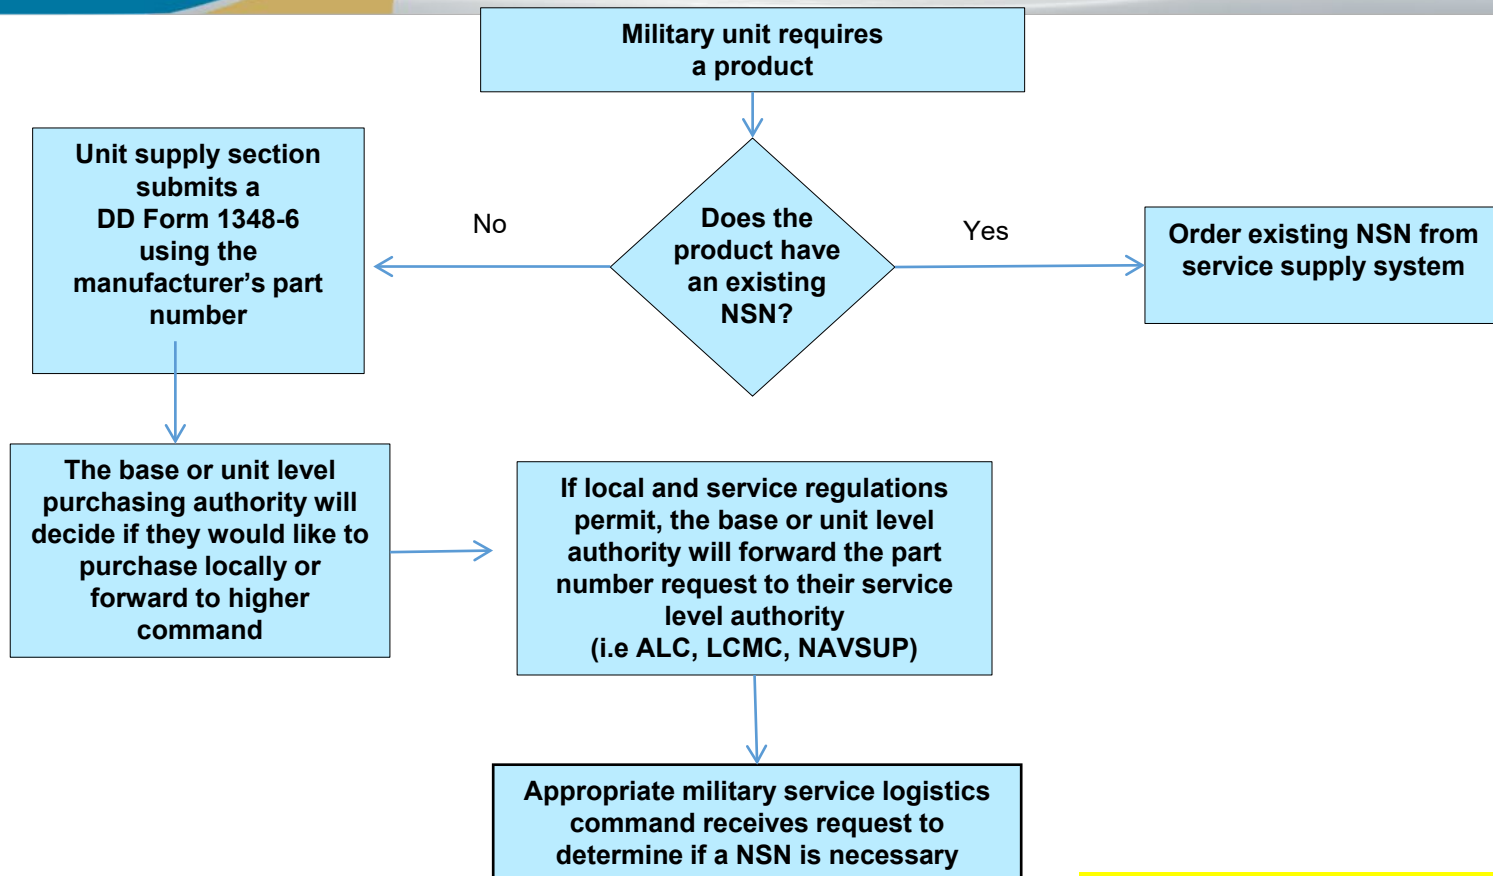 Military unit requires
a product
Does the
product have
an existing
NSN?
Yes
Order existing NSN from
service supply system
No
Unit supply section
submits a
DD Form 1348-6
using the
manufacturer’s part
number
The base or unit level
purchasing authority will
decide if they would like to
purchase locally or
forward to higher
command
If local and service regulations
permit, the base or unit level
authority will forward the part
number request to their service
level authority
(i.e ALC, LCMC, NAVSUP)
Appropriate military service logistics
command receives request to
determine if a NSN is necessary